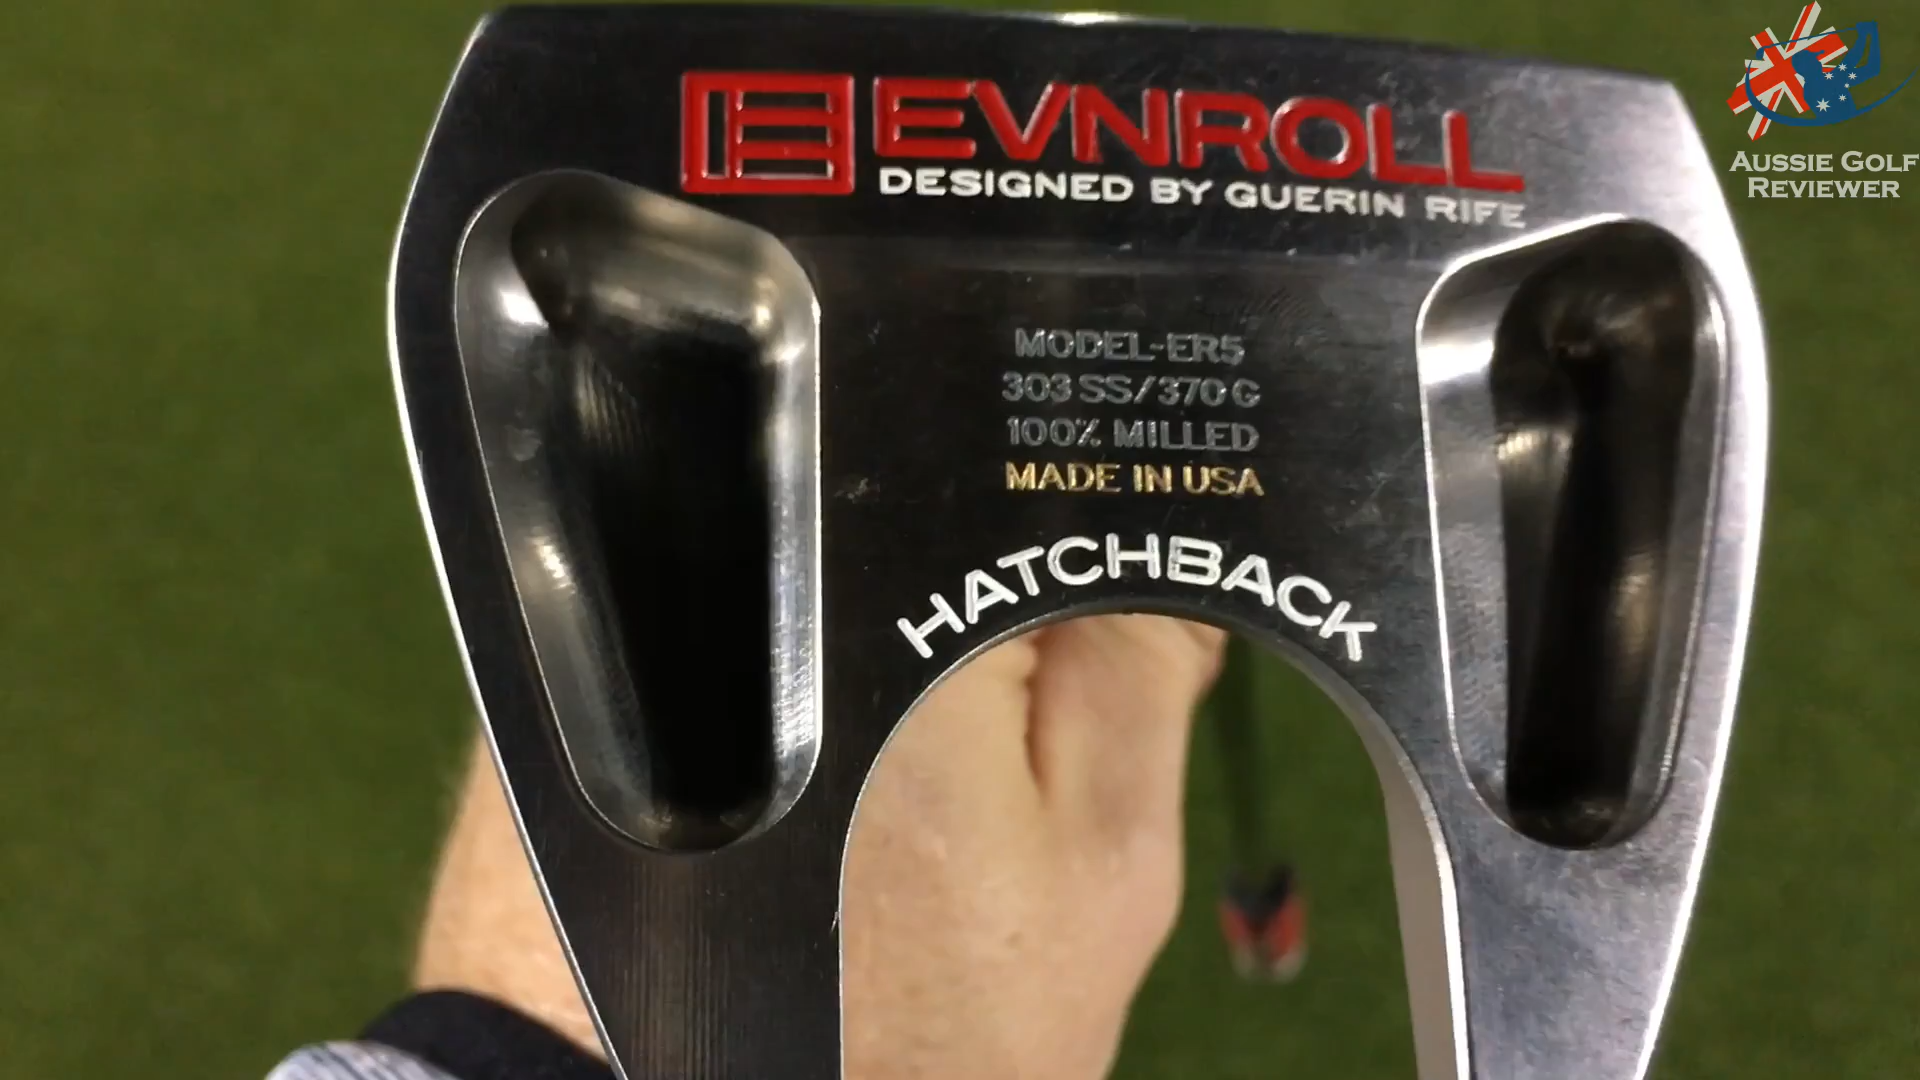 EVNROLL
DESIGNED BY GUERIN RIFE
MODEL-ER5
303 SS/370 G
100% MILLED
MADE IN USA
HATCHBACK
AUSSIE GOLF
REVIEWER